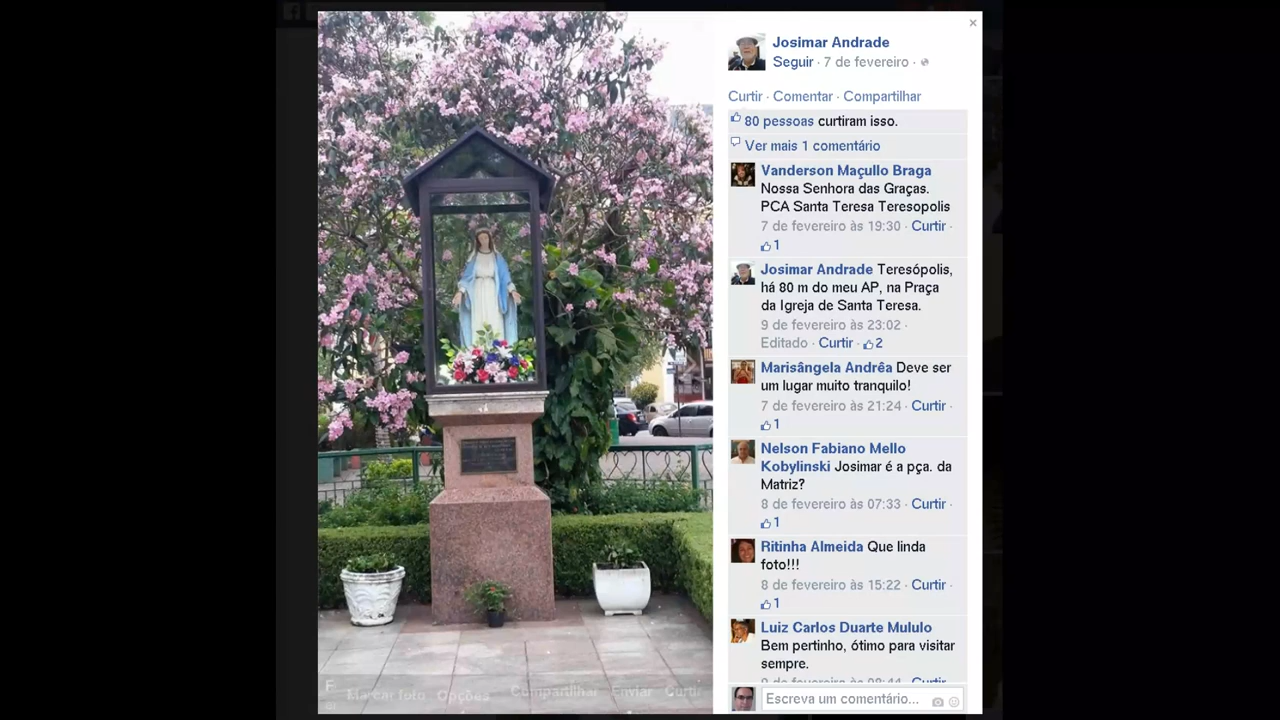 ×
Josimar Andrade
Seguir · 7 de fevereiro ·
Curtir · Comentar · Compartilhar
80 pessoas curtiram isso.
Ver mais 1 comentário
Vanderson Maçullo Braga
Nossa Senhora das Graças.
PCA Santa Teresa Teresopolis
7 de fevereiro às 19:30 · Curtir ·
1
Josimar Andrade Teresópolis,
há 80 m do meu AP, na Praça
da Igreja de Santa Teresa.
9 de fevereiro às 23:02 ·
Editado · Curtir · 2
Marisângela Andrêa Deve ser
um lugar muito tranquilo!
7 de fevereiro às 21:24 · Curtir ·
1
Nelson Fabiano Mello
Kobylinski Josimar é a pça. da
Matriz?
8 de fevereiro às 07:33 · Curtir ·
1
Ritinha Almeida Que linda
foto!!!
8 de fevereiro às 15:22 · Curtir ·
1
Luiz Carlos Duarte Mululo
Bem pertinho, ótimo para visitar
sempre.
Escreva um comentário...
Marcar foto Opções Compartilhar Enviar Curtir